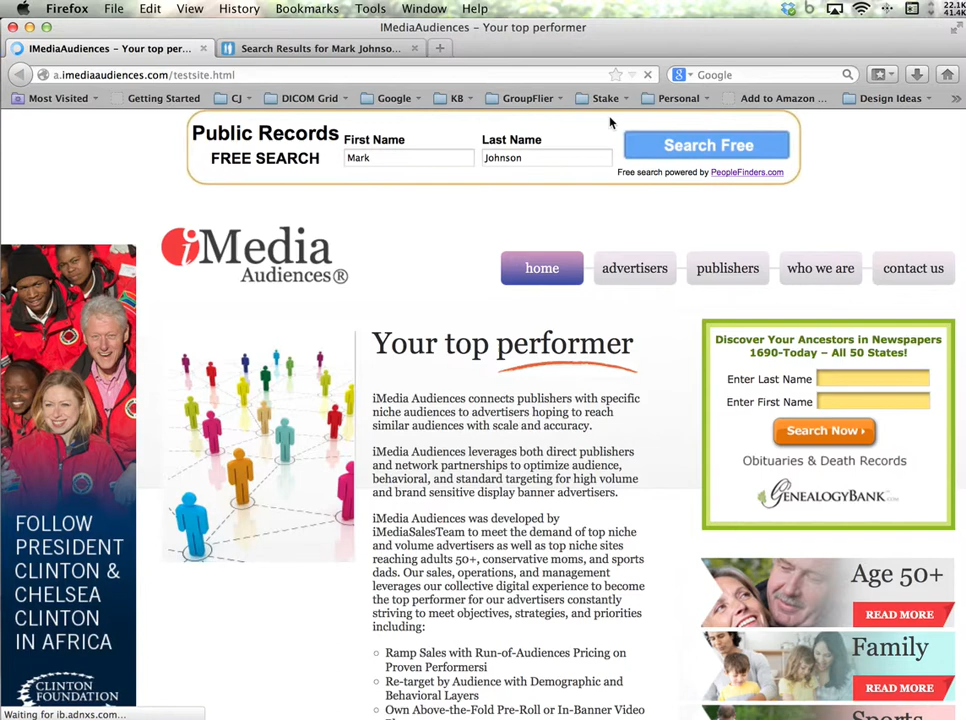 Firefox File Edit View History Bookmarks Tools Window Help 22.1K
41.4K
IMediaAudiences - Your top performer
IMediaAudiences - Your top per... Search Results for Mark Johnso...
a.imediaaudiences.com/testsite.html Google
Most Visited Getting Started CJ DICOM Grid Google KB GroupFlier Stake Personal Add to Amazon ... Design Ideas
Public Records
FREE SEARCH
First Name
Mark
Last Name
Johnson
Search Free
Free search powered by PeopleFinders.com
iMedia
Audiences®
home advertisers publishers who we are contact us
FOLLOW
PRESIDENT
CLINTON &
CHELSEA
CLINTON
IN AFRICA
CLINTON
FOUNDATION
Your top performer
iMedia Audiences connects publishers with specific
niche audiences to advertisers hoping to reach
similar audiences with scale and accuracy.
iMedia Audiences leverages both direct publishers
and network partnerships to optimize audience,
behavioral, and standard targeting for high volume
and brand sensitive display banner advertisers.
iMedia Audiences was developed by
iMediaSalesTeam to meet the demand of top niche
and volume advertisers as well as top niche sites
reaching adults 50+, conservative moms, and sports
dads. Our sales, operations, and management
leverages our collective digital experience to become
the top performer for our advertisers constantly
striving to meet objectives, strategies, and priorities
including:
Ramp Sales with Run-of-Audiences Pricing on
Proven Performersi
Re-target by Audience with Demographic and
Behavioral Layers
Own Above-the-Fold Pre-Roll or In-Banner Video
Discover Your Ancestors in Newspapers
1690-Today – All 50 States!
Enter Last Name
Enter First Name
Search Now ›
Obituaries & Death Records
GENEALOGYBANK.COM
Age 50+
READ MORE
Family
READ MORE
Sports
Waiting for ib.adnxs.com...